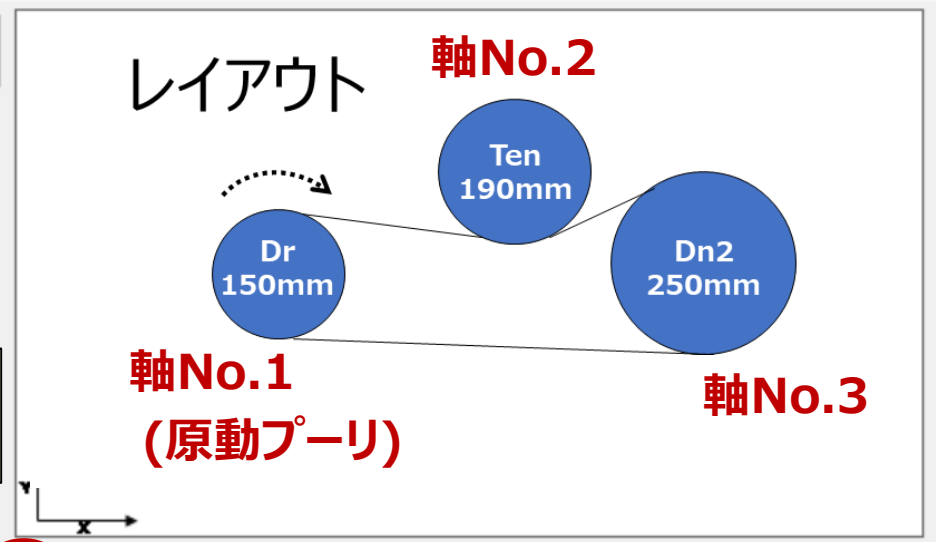 レイアウト
軸No.2
Ten
190mm
Dr
150mm
Dn2
250mm
軸No.1
(原動プーリ)
軸No.3
Y
X